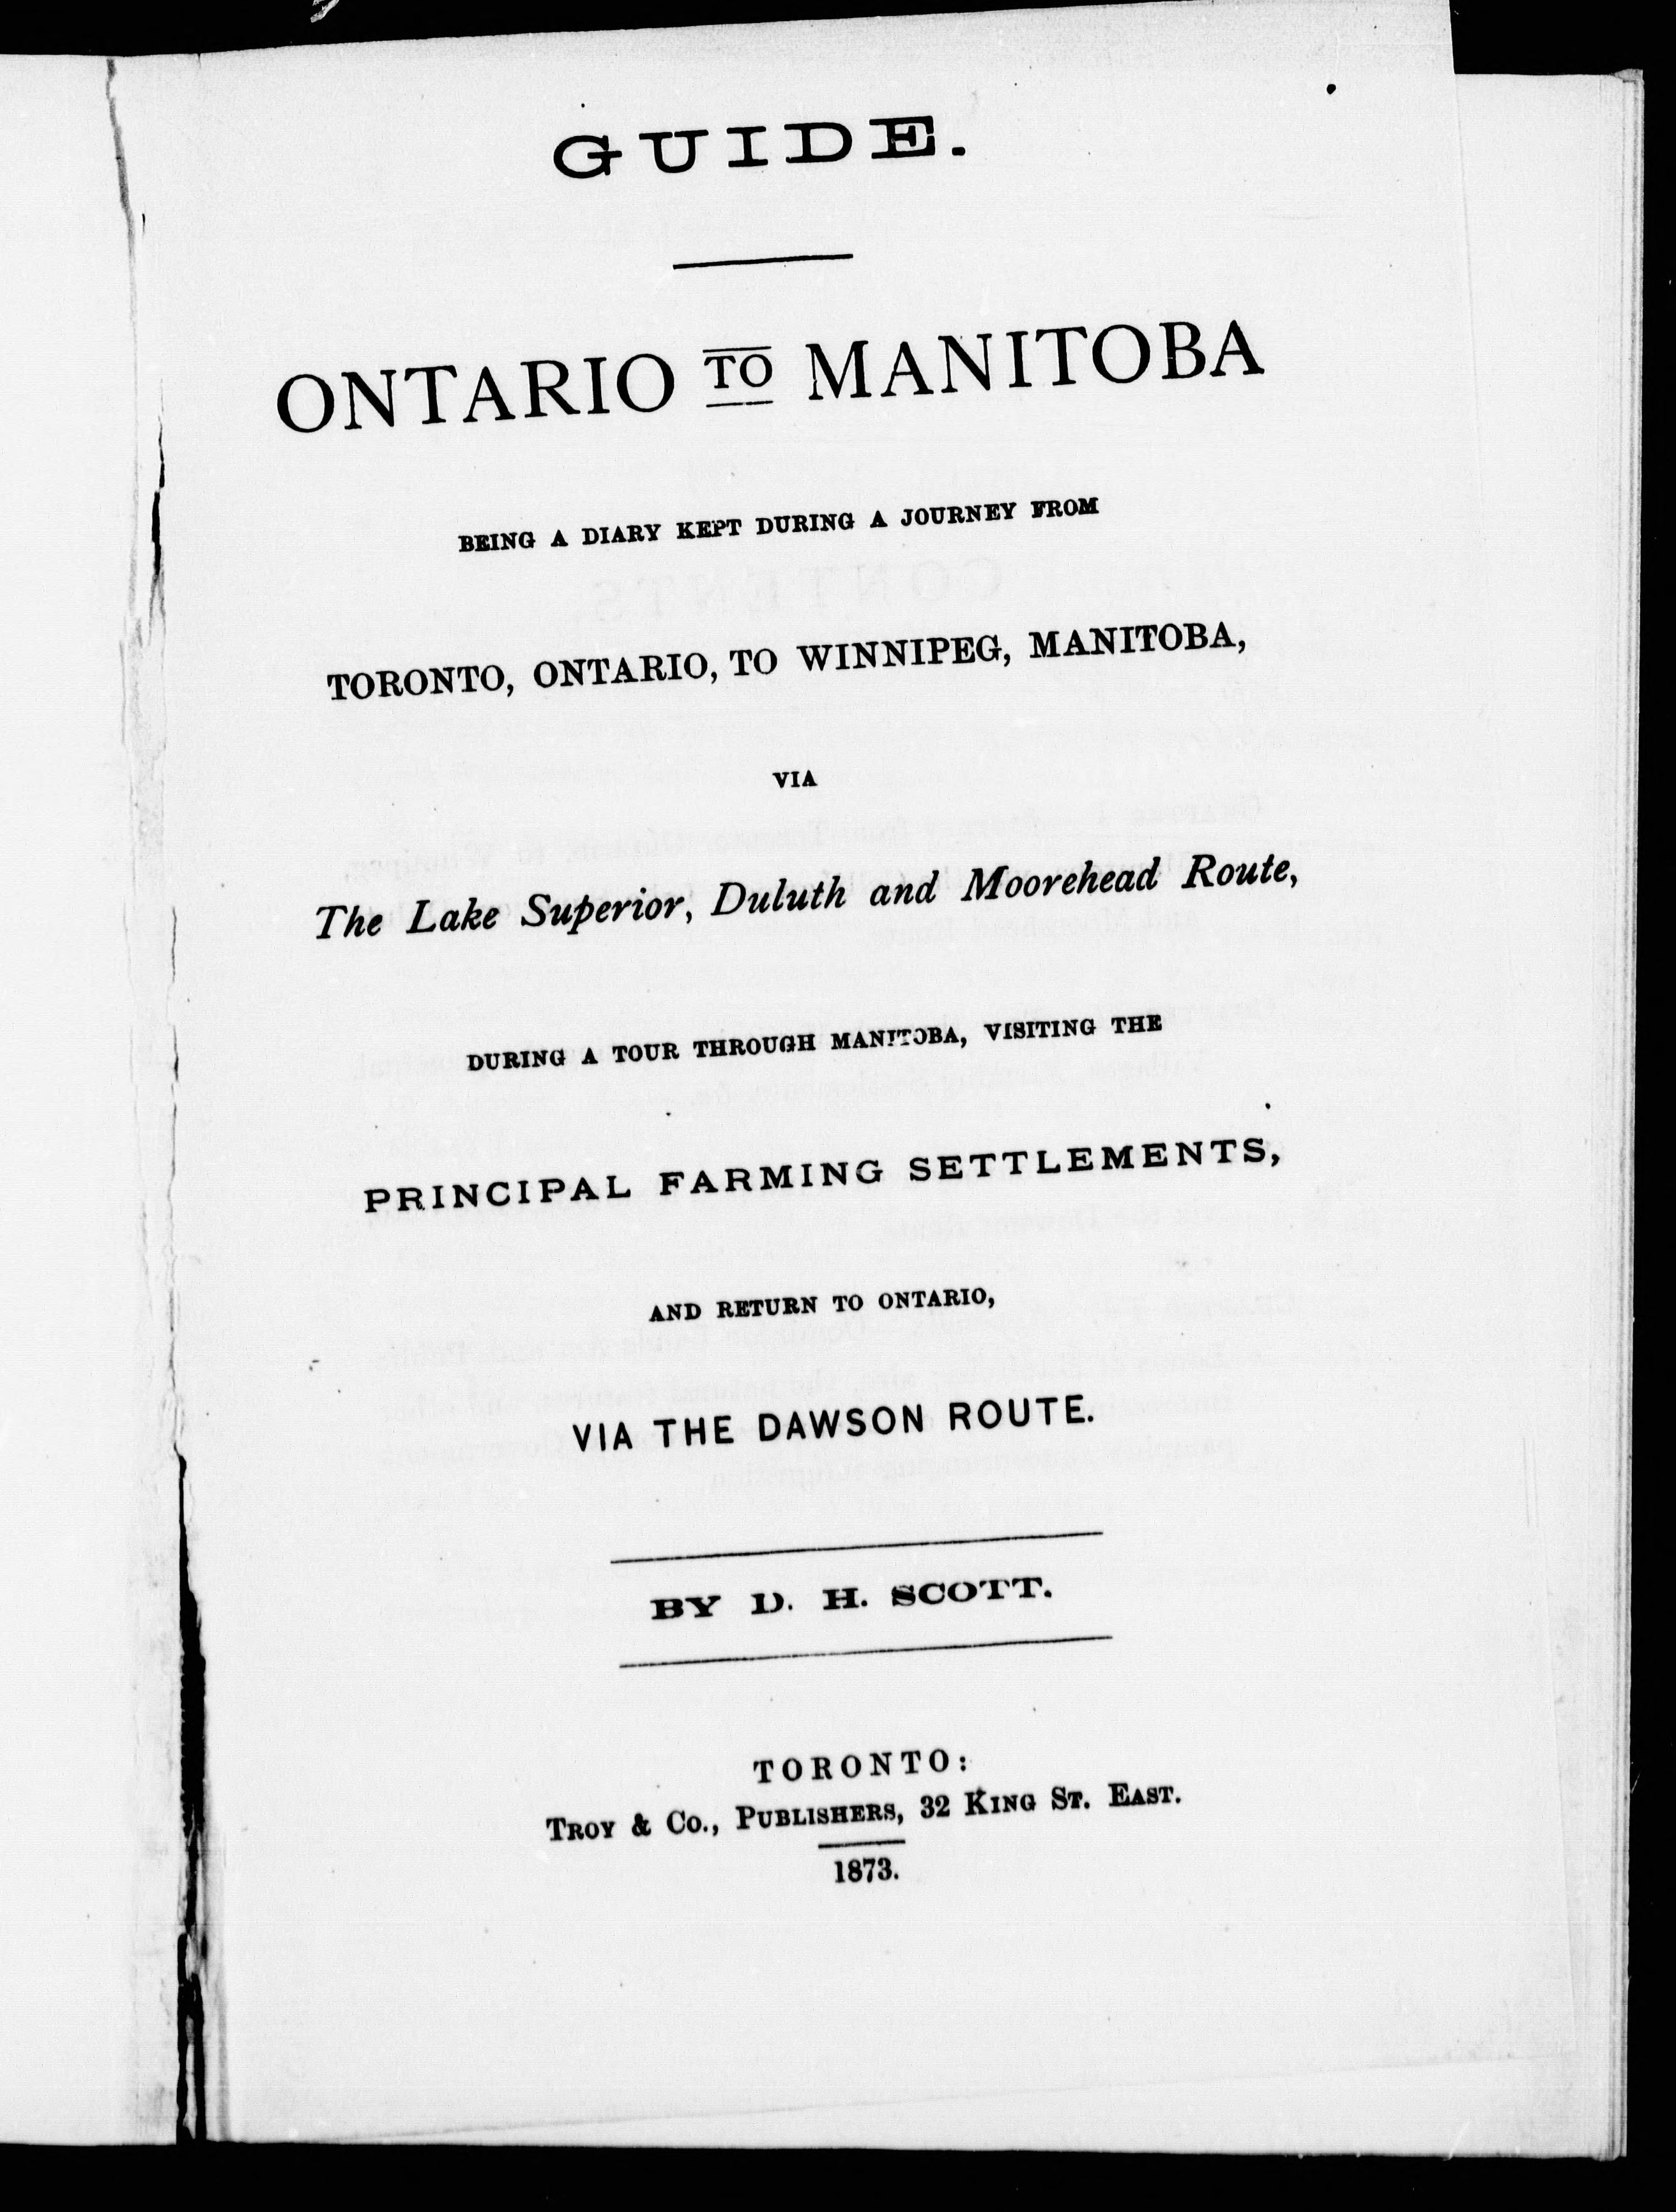 GUIDE.
ONTARIO TO MANITOBA
BEING A DIARY KEPT DURING A JOURNEY FROM
TORONTO, ONTARIO, TO WINNIPEG, MANITOBA,
VIA
The Lake Superior, Duluth and Moorehead Route,
DURING A TOUR THROUGH MANITOBA, VISITING THE
PRINCIPAL FARMING SETTLEMENTS,
AND RETURN TO ONTARIO,
VIA THE DAWSON ROUTE.
BY D. H. SCOTT.
TORONTO:
TROY & CO., PUBLISHERS, 32 KING ST. EAST.
1873.